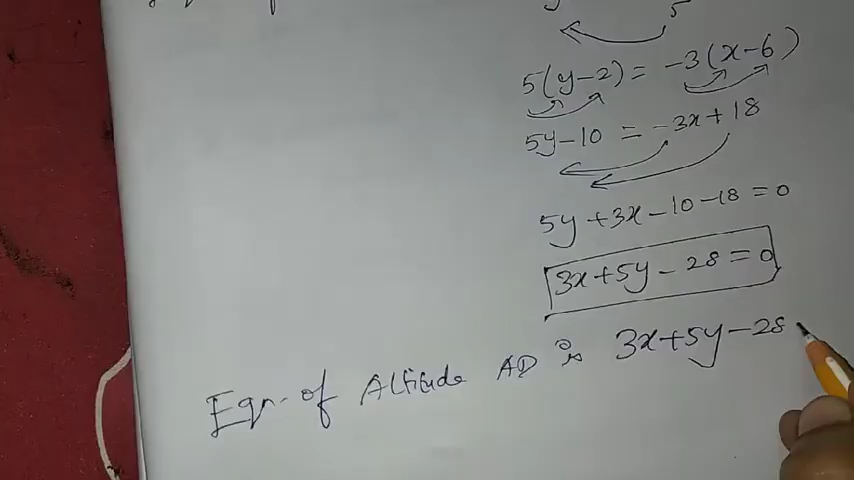 5
5(y-2) = -3(x-6)
5y-10 = -3x+18
5y+3x-10-18=0
3x+5y-28=0
Eqn. of Altitude AD is 3x+5y-28